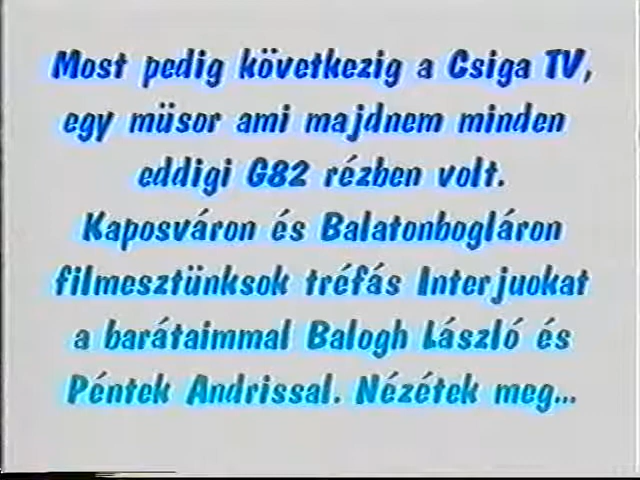 Most pedig következig a Csiga TV,
egy müsor ami majdnem minden
eddigi G82 rézben volt.
Kaposváron és Balatonbogláron
filmesztünksok tréfás Interjuokat
a barátaimmal Balogh László és
Péntek Andrissal. Nézétek meg...